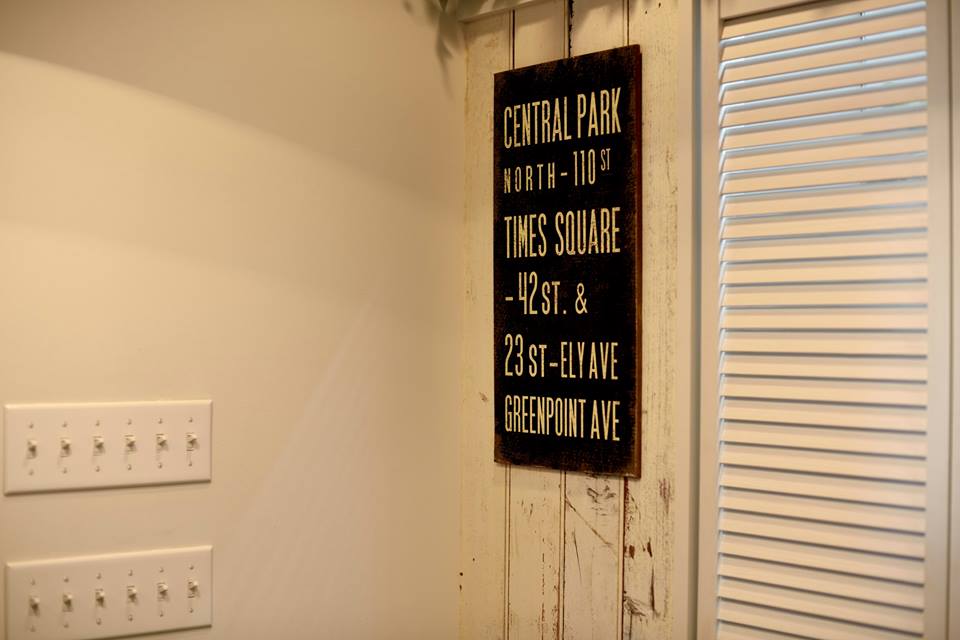 CENTRAL PARK
NORTH-110 ST
TIMES SQUARE
-42 ST. &
23 ST-ELY AVE
GREENPOINT AVE